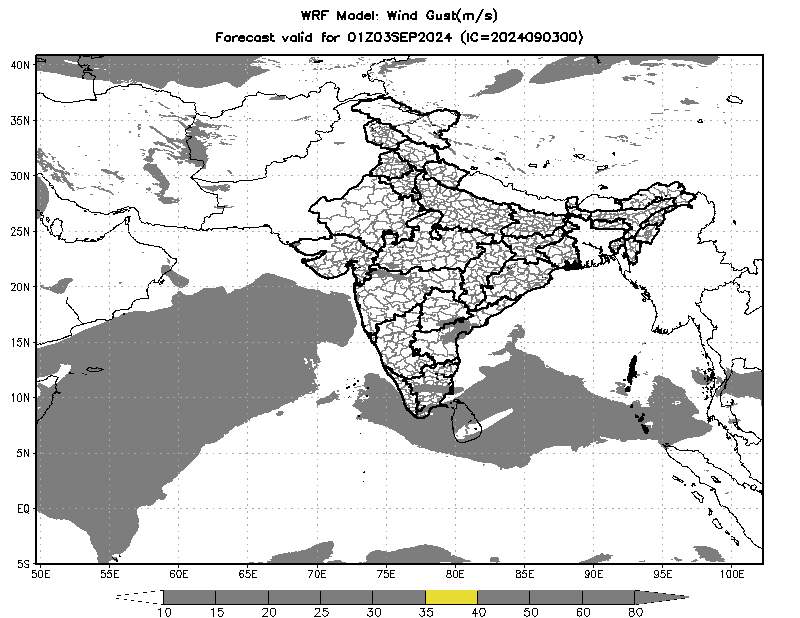 WRF Model: Wind Gust(m/s)
Forecast valid for 01Z03SEP2024 (IC=2024090300)
40N
35N
30N
25N
20N
15N
10N
5N
EQ
5S
50E 55E 60E 65E 70E 75E 80E 85E 90E 95E 100E
10 15 20 25 30 35 40 50 60 80